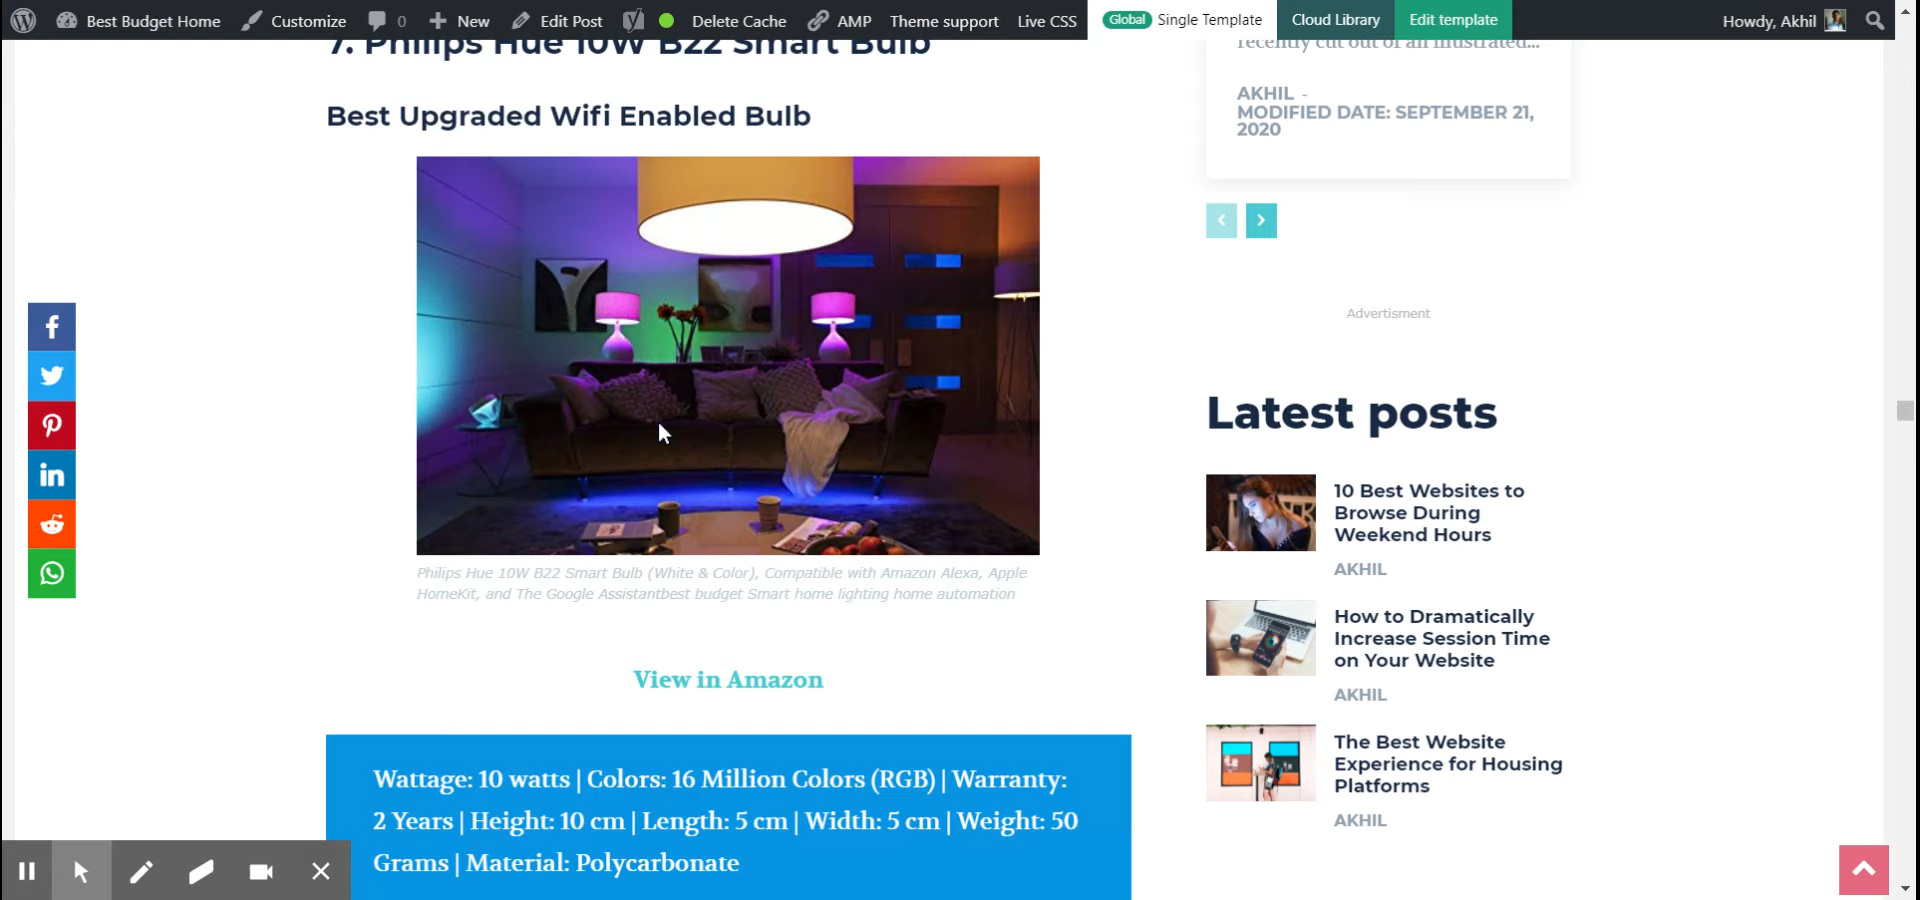 Best Budget Home Customize 0 New Edit Post Delete Cache AMP Theme support Live CSS Global Single Template Cloud Library Edit template Howdy, Akhil
7. Philips Hue 10W B22 Smart Bulb
Best Upgraded Wifi Enabled Bulb
Philips Hue 10W B22 Smart Bulb (White & Color), Compatible with Amazon Alexa, Apple
HomeKit, and The Google Assistantbest budget Smart home lighting home automation
View in Amazon
Wattage: 10 watts | Colors: 16 Million Colors (RGB) | Warranty:
2 Years | Height: 10 cm | Length: 5 cm | Width: 5 cm | Weight: 50
Grams | Material: Polycarbonate
recently cut out of an illustrated...
AKHIL -
MODIFIED DATE: SEPTEMBER 21,
2020
Advertisment
Latest posts
10 Best Websites to
Browse During
Weekend Hours
AKHIL
How to Dramatically
Increase Session Time
on Your Website
AKHIL
The Best Website
Experience for Housing
Platforms
AKHIL